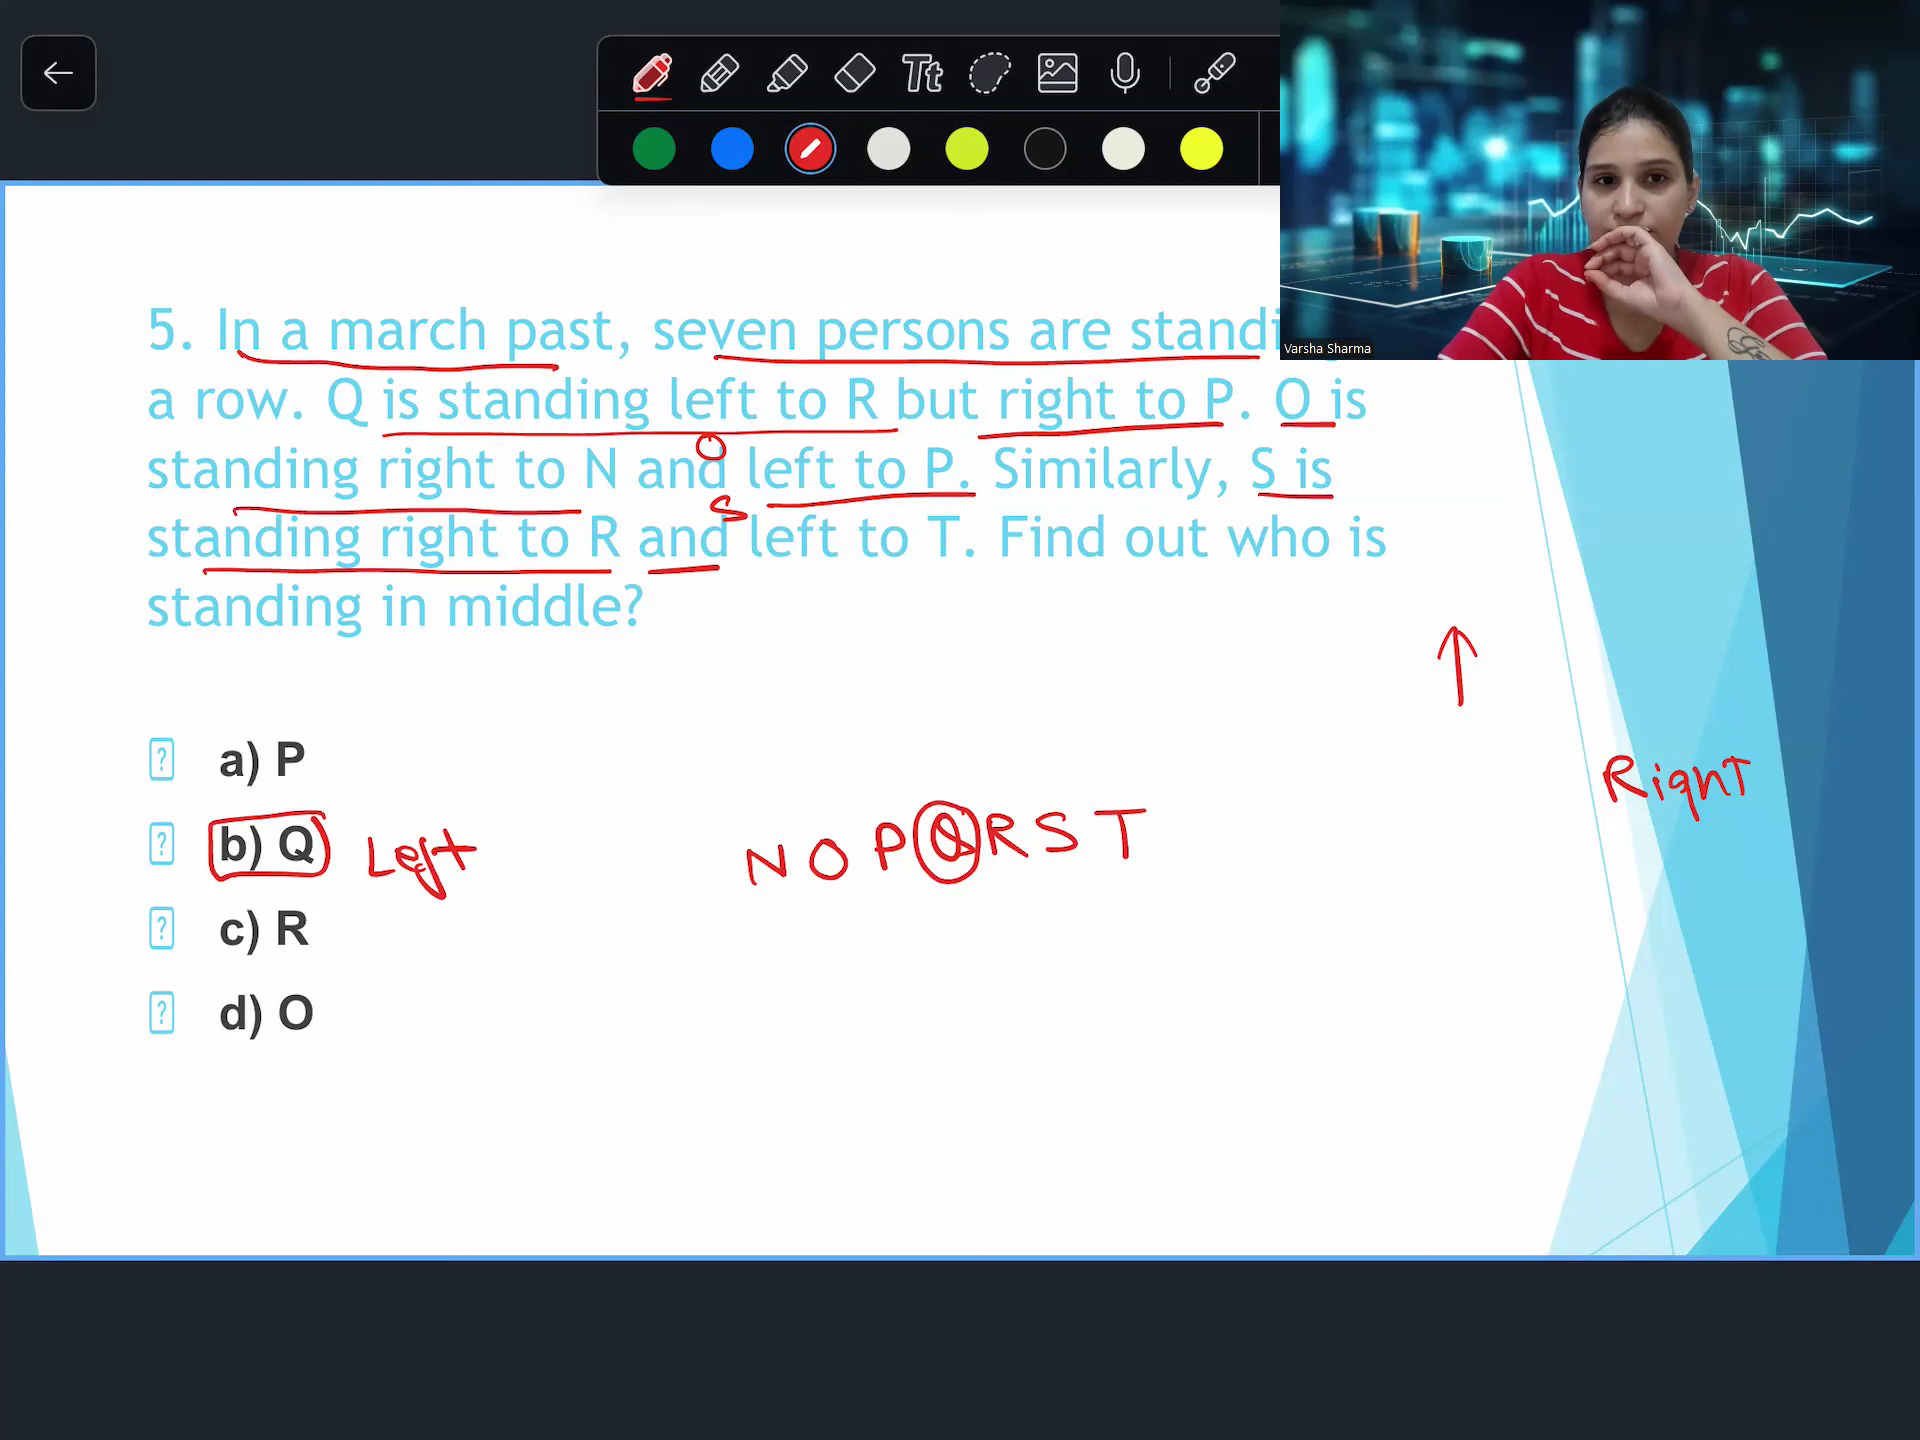 Tt
Varsha Sharma
5. In a march past, seven persons are standi
a row. Q is standing left to R but right to P. O is
O
standing right to N and left to P. Similarly, S is
S
standing right to R and left to T. Find out who is
standing in middle?
a) P
b) Q Left
N O P Q R S T
Right
c) R
d) O